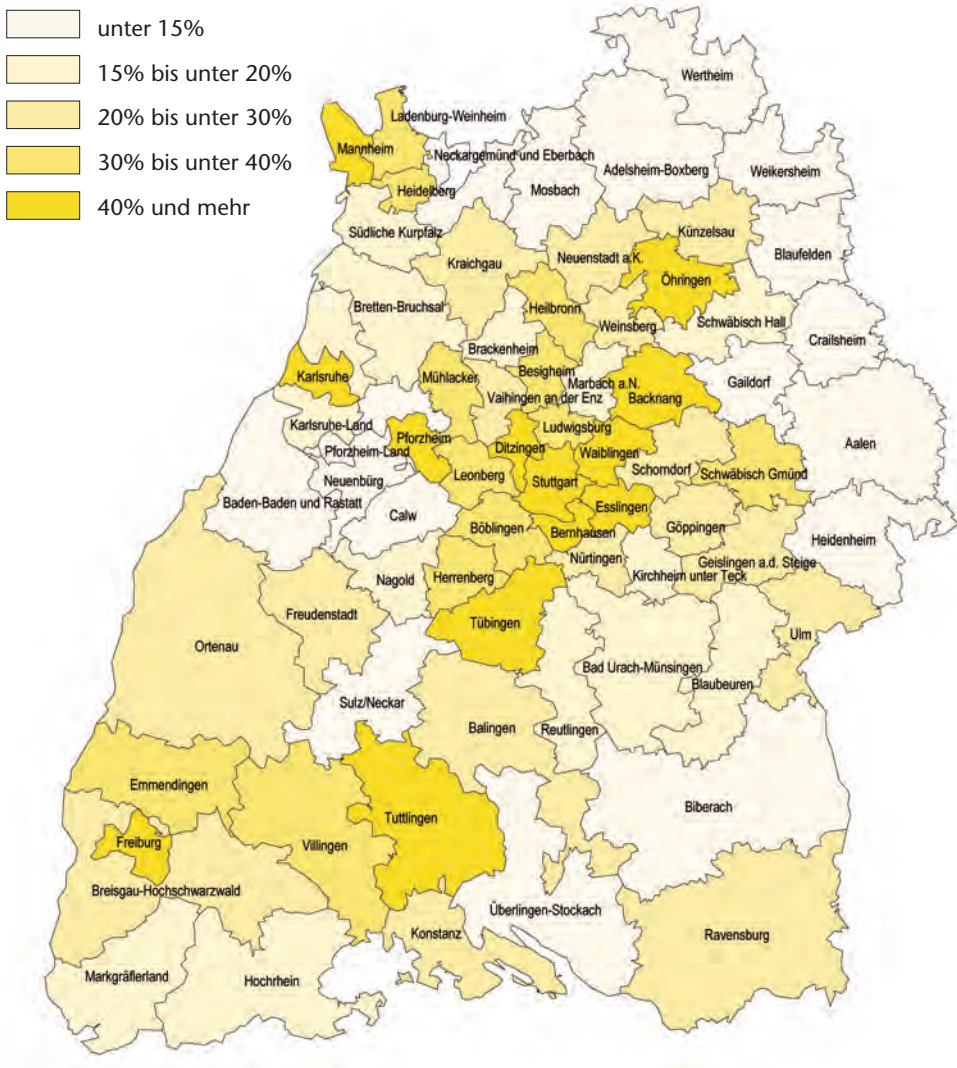 unter 15%
15% bis unter 20%
20% bis unter 30%
30% bis unter 40%
40% und mehr
Wertheim
Ladenburg-Weinheim
Mannheim
Neckargemünd und Eberbach
Adelsheim-Boxberg
Weikersheim
Heidelberg
Mosbach
Südliche Kurpfalz
Künzelsau
Blaufelden
Kraichgau
Neuenstadt a.K.
Öhringen
Bretten-Bruchsal
Heilbronn
Weinsberg
Schwäbisch Hall
Crailsheim
Brackenheim
Karlsruhe
Mühlacker
Besigheim
Marbach a.N.
Gaildorf
Vaihingen an der Enz
Backnang
Karlsruhe-Land
Ludwigsburg
Pforzheim
Ditzingen
Waiblingen
Aalen
Pforzheim-Land
Leonberg
Schorndorf
Schwäbisch Gmünd
Neuenbürg
Stuttgart
Baden-Baden und Rastatt
Calw
Esslingen
Böblingen
Bernhausen
Göppingen
Heidenheim
Nürtingen
Geislingen a.d. Steige
Nagold
Herrenberg
Kirchheim unter Teck
Freudenstadt
Tübingen
Ulm
Ortenau
Bad Urach-Münsingen
Blaubeuren
Sulz/Neckar
Balingen
Reutlingen
Emmendingen
Biberach
Tuttlingen
Freiburg
Villingen
Breisgau-Hochschwarzwald
Überlingen-Stockach
Konstanz
Ravensburg
Markgräflerland
Hochrhein